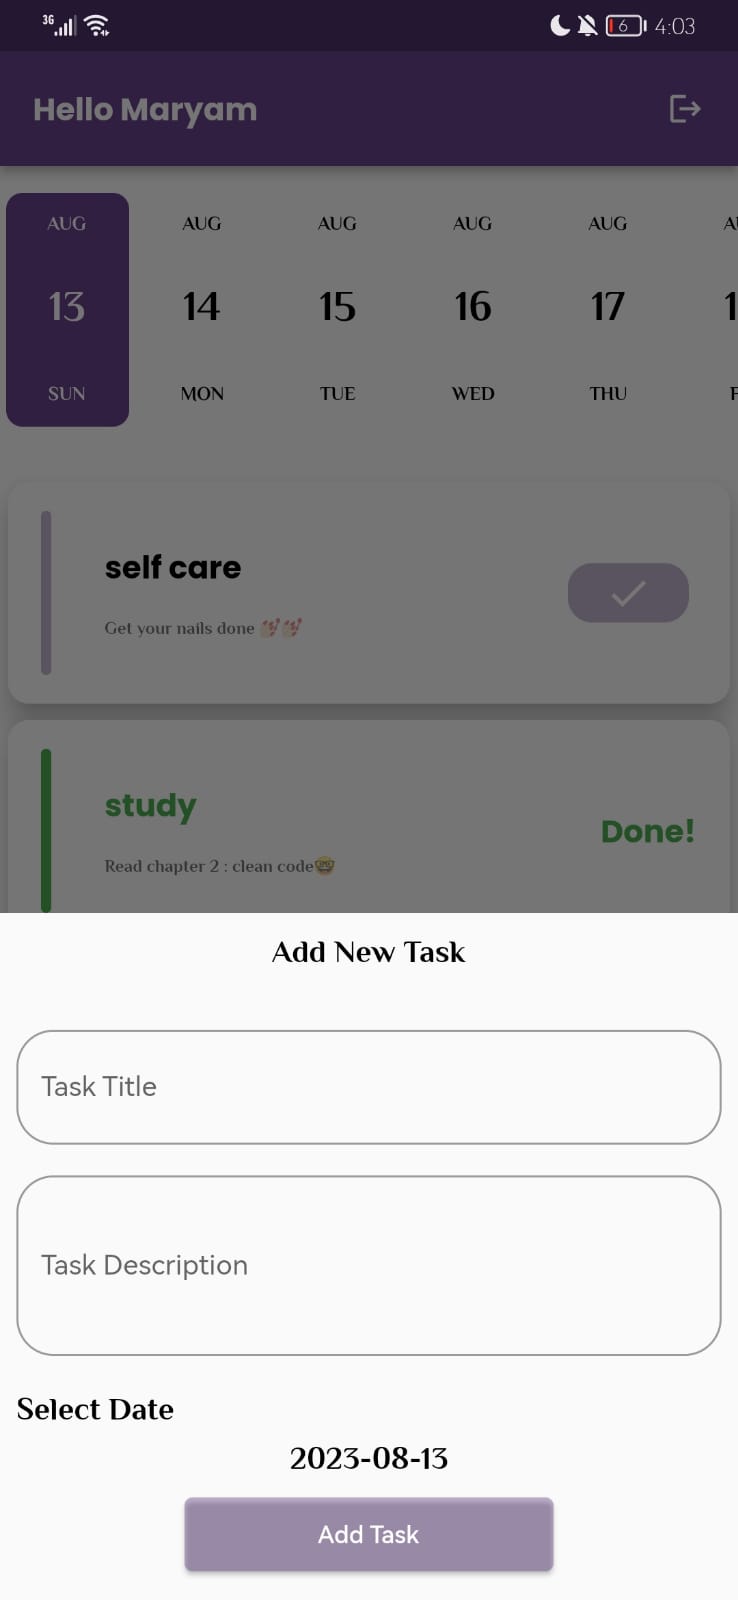 3G 6 4:03
Hello Maryam
AUG AUG AUG AUG AUG
13 14 15 16 17
SUN MON TUE WED THU
self care
Get your nails done 💅💅
study
Done!
Read chapter 2 : clean code🤓
Add New Task
Task Title
Task Description
Select Date
2023-08-13
Add Task